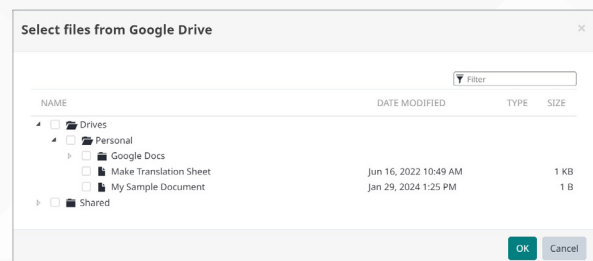 Select files from Google Drive
Filter
NAME DATE MODIFIED TYPE SIZE
Drives
Personal
Google Docs
Make Translation Sheet Jun 16, 2022 10:49 AM 1 KB
My Sample Document Jan 29, 2024 1:25 PM 1 B
Shared
OK Cancel